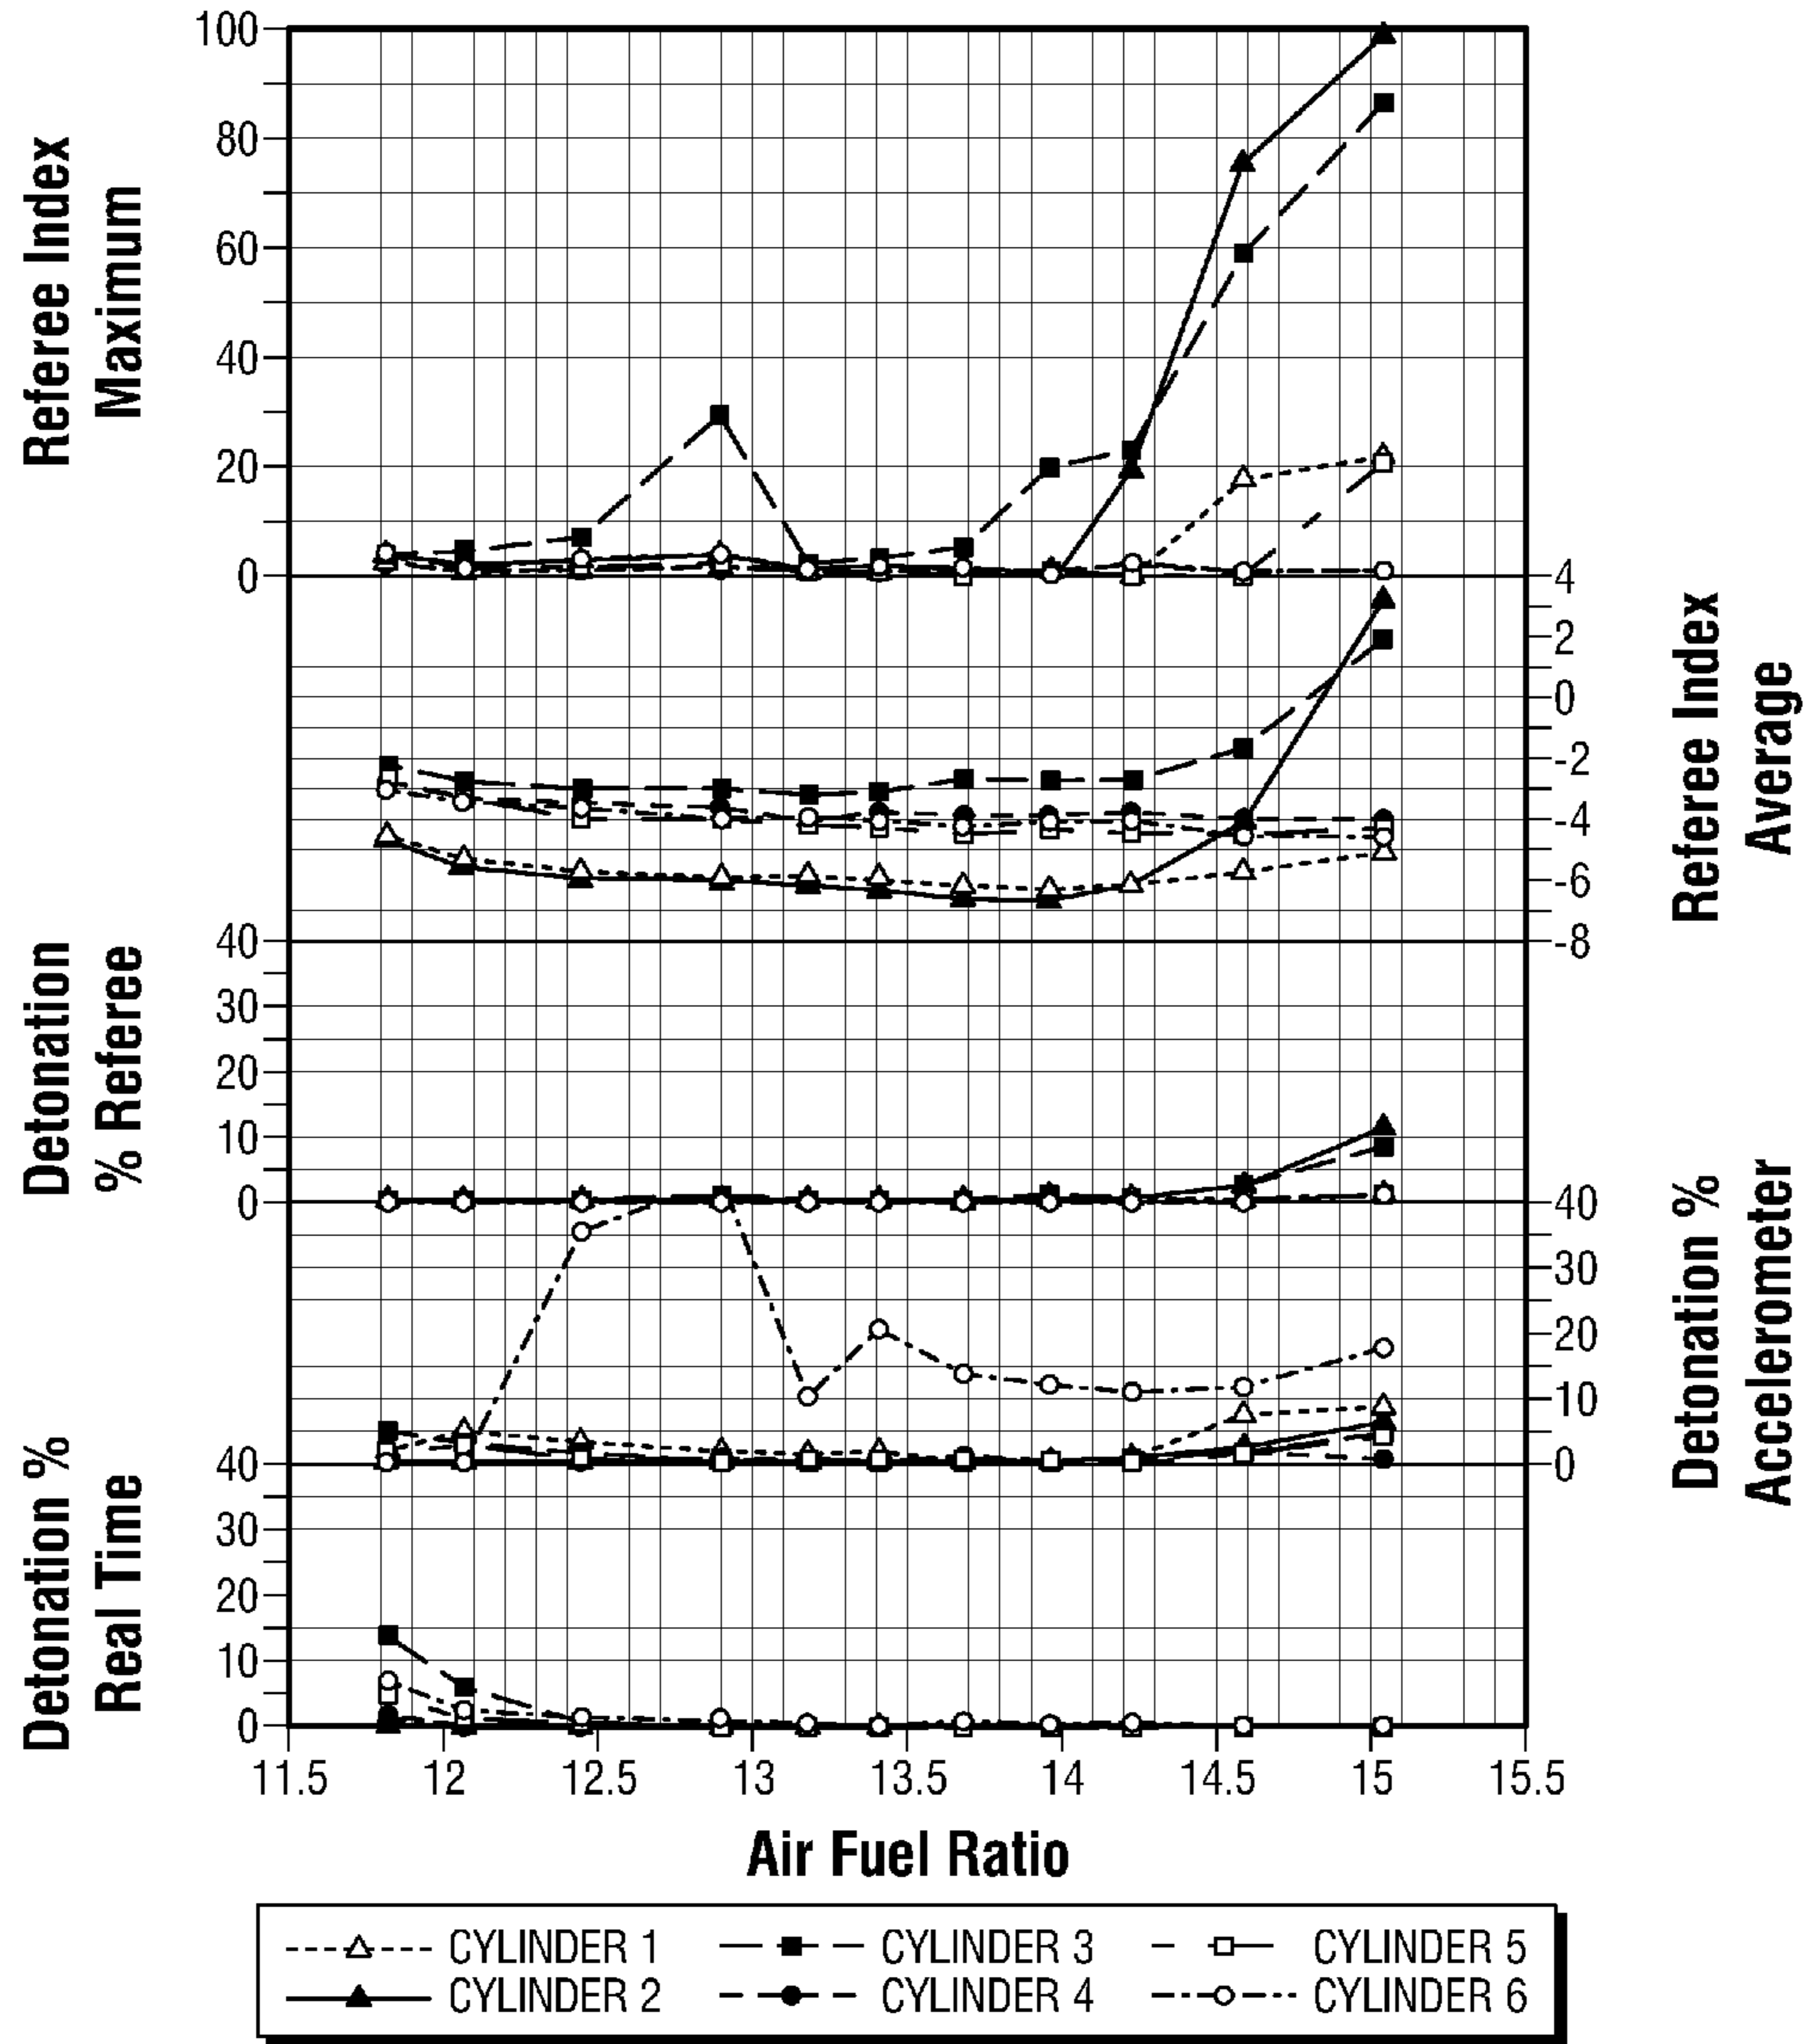 Referee Index
Maximum
100
80
60
40
20
0
Referee Index
Average
4
2
0
-2
-4
-6
-8
Detonation
% Referee
40
30
20
10
0
Detonation %
Accelerometer
40
30
20
10
0
Detonation %
Real Time
40
30
20
10
0
11.5 12 12.5 13 13.5 14 14.5 15 15.5
Air Fuel Ratio
CYLINDER 1 CYLINDER 3 CYLINDER 5
CYLINDER 2 CYLINDER 4 CYLINDER 6